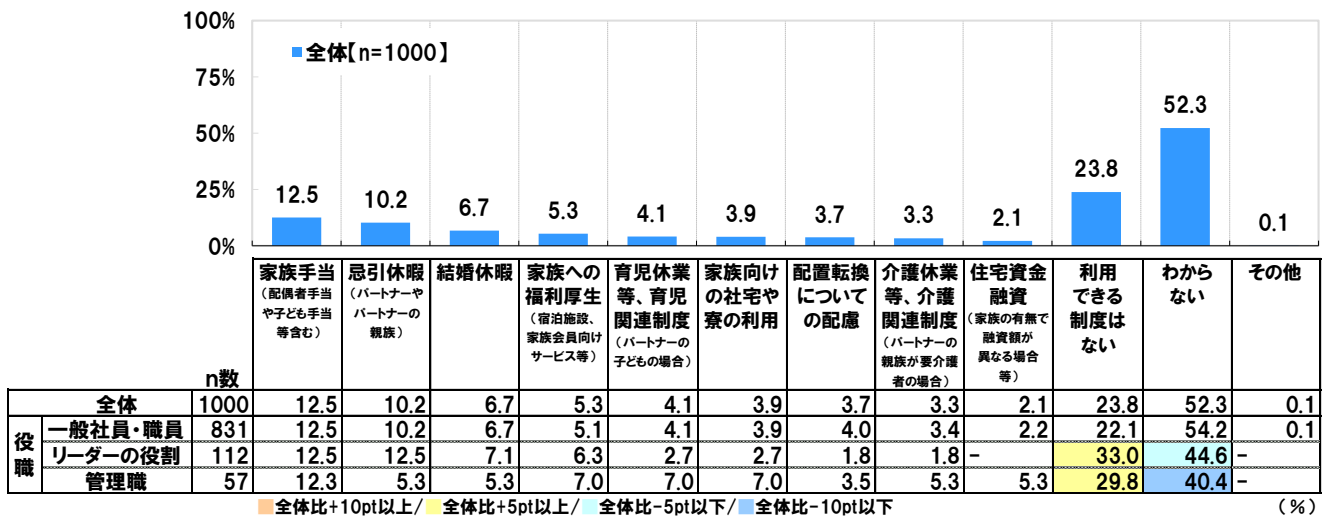 100%
75%
50%
25%
0%
■全体【n=1000】
12.5 10.2 6.7 5.3 4.1 3.9 3.7 3.3 2.1 23.8 52.3 0.1
家族手当
(配偶者手当
や子ども手当
等含む)
忌引休暇
(パートナーや
パートナーの
親族)
結婚休暇
家族への
福利厚生
(宿泊施設、
家族会員向け
サービス等)
育児休業
等、育児
関連制度
(パートナーの
子どもの場合)
家族向け
の社宅や
寮の利用
配置転換
について
の配慮
介護休業
等、介護
関連制度
(パートナーの
親族が要介護
者の場合)
住宅資金
融資
(家族の有無で
融資額が
異なる場合
等)
利用
できる
制度は
ない
わから
ない
その他
n数
全体 1000 12.5 10.2 6.7 5.3 4.1 3.9 3.7 3.3 2.1 23.8 52.3 0.1
役職
一般社員・職員 831 12.5 10.2 6.7 5.1 4.1 3.9 4.0 3.4 2.2 22.1 54.2 0.1
リーダーの役割 112 12.5 12.5 7.1 6.3 2.7 2.7 1.8 1.8 - 33.0 44.6 -
管理職 57 12.3 5.3 5.3 7.0 7.0 7.0 3.5 5.3 5.3 29.8 40.4 -
■全体比+10pt以上/■全体比+5pt以上/■全体比-5pt以下/■全体比-10pt以下 (%)